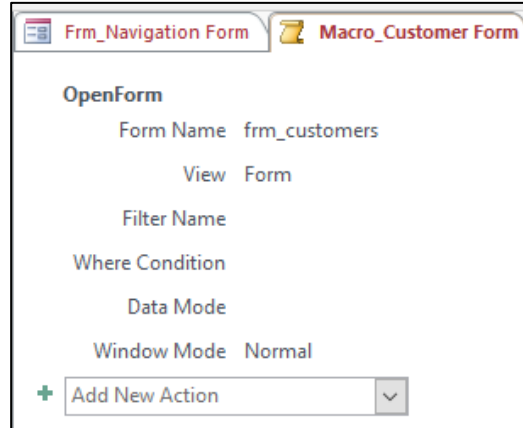 Frm_Navigation Form Macro_Customer Form
OpenForm
Form Name frm_customers
View Form
Filter Name
Where Condition
Data Mode
Window Mode Normal
Add New Action